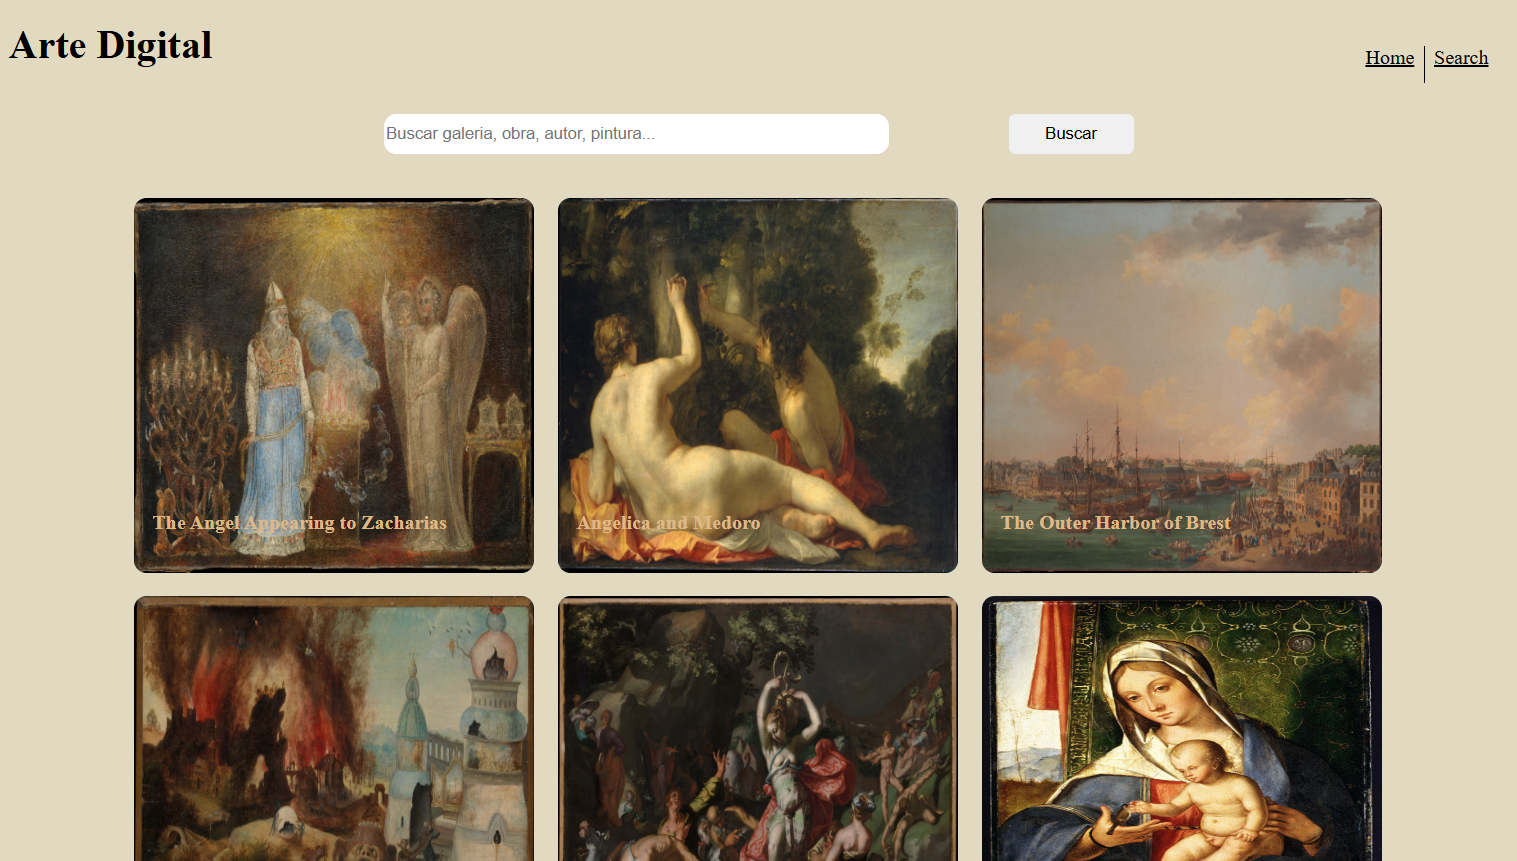 Arte Digital
Home
Search
Buscar galeria, obra, autor, pintura...
Buscar
The Angel Appearing to Zacharias
Angelica and Medoro
The Outer Harbor of Brest